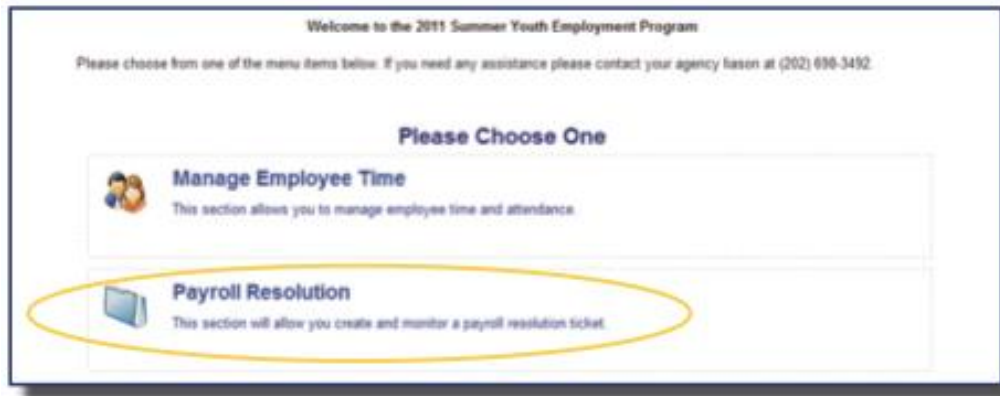 Welcome to the 2011 Summer Youth Employment Program
Please choose from one of the menu items below. If you need any assistance please contact your agency liason at (202) 698-3492.
Please Choose One
Manage Employee Time
This section allows you to manage employee time and attendance.
Payroll Resolution
This section will allow you create and monitor a payroll resolution ticket.